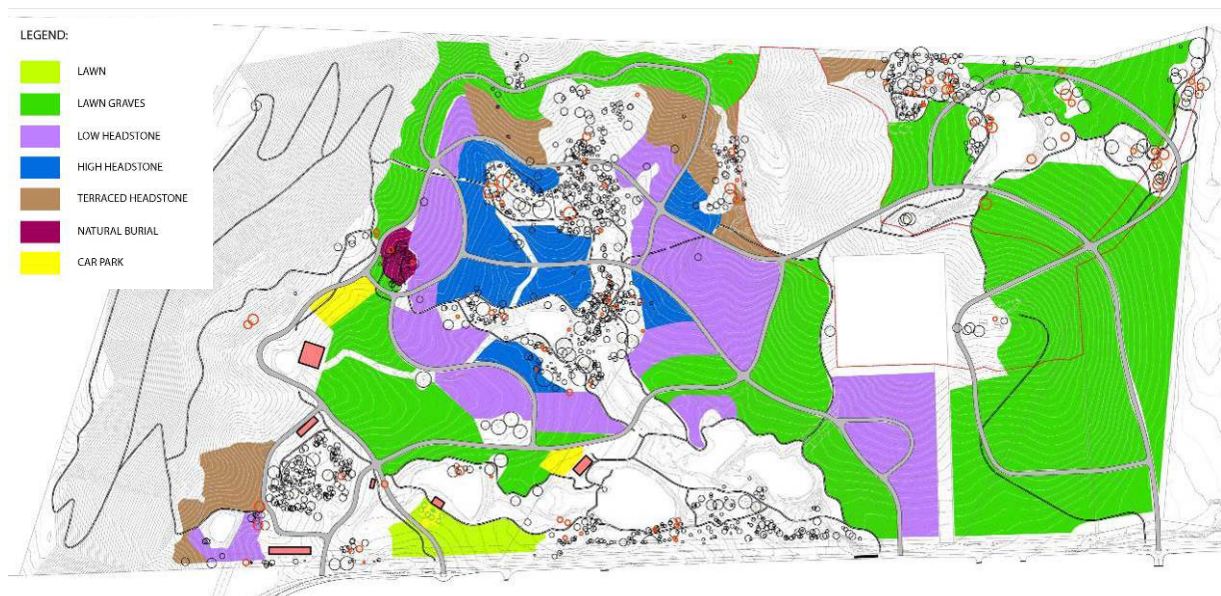 LEGEND:
LAWN
LAWN GRAVES
LOW HEADSTONE
HIGH HEADSTONE
TERRACED HEADSTONE
NATURAL BURIAL
CAR PARK